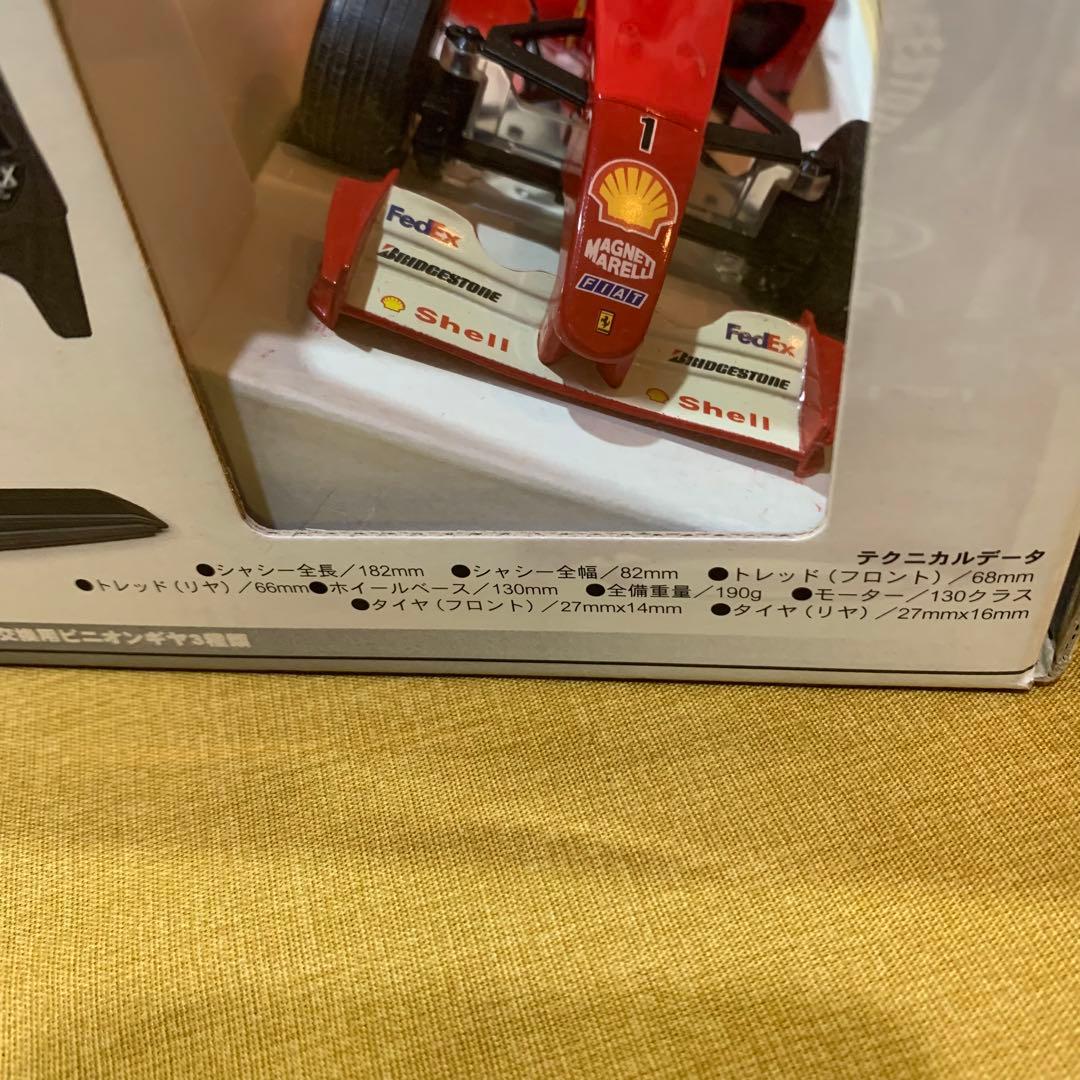 1
MAGNETI
MARELLI
FIAT
FedEx
BRIDGESTONE
Shell
FedEx
BRIDGESTONE
Shell
テクニカルデータ
●シャシー全長／182mm ●シャシー全幅／82mm ●トレッド(フロント)／68mm
●トレッド(リヤ)／66mm●ホイールベース／130mm ●全備重量／190g ●モーター／130クラス
●タイヤ(フロント)／27mmx14mm ●タイヤ(リヤ)／27mmx16mm
交換用ピニオンギヤ3種類